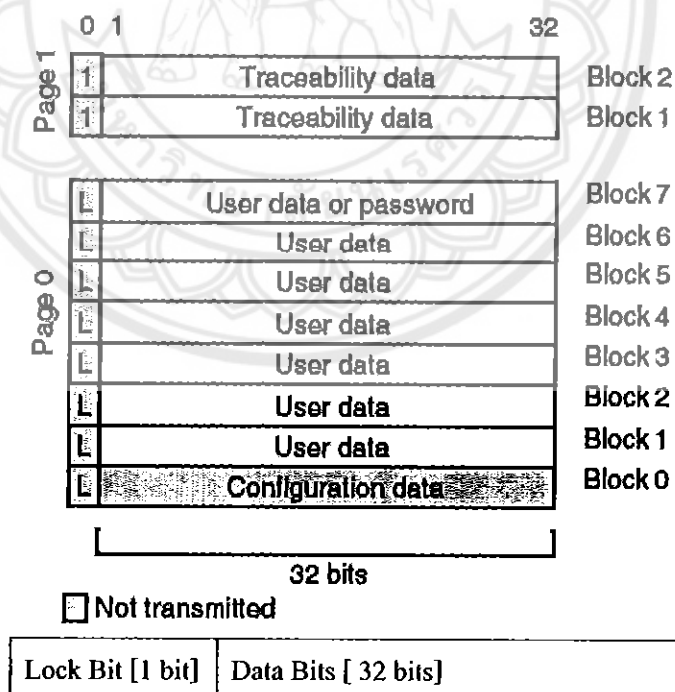 0 1 32
Page 1
1 Traceability data Block 2
1 Traceability data Block 1
Page 0
L User data or password Block 7
L User data Block 6
L User data Block 5
L User data Block 4
L User data Block 3
L User data Block 2
L User data Block 1
L Configuration data Block 0
32 bits
Not transmitted
Lock Bit [1 bit] Data Bits [ 32 bits]